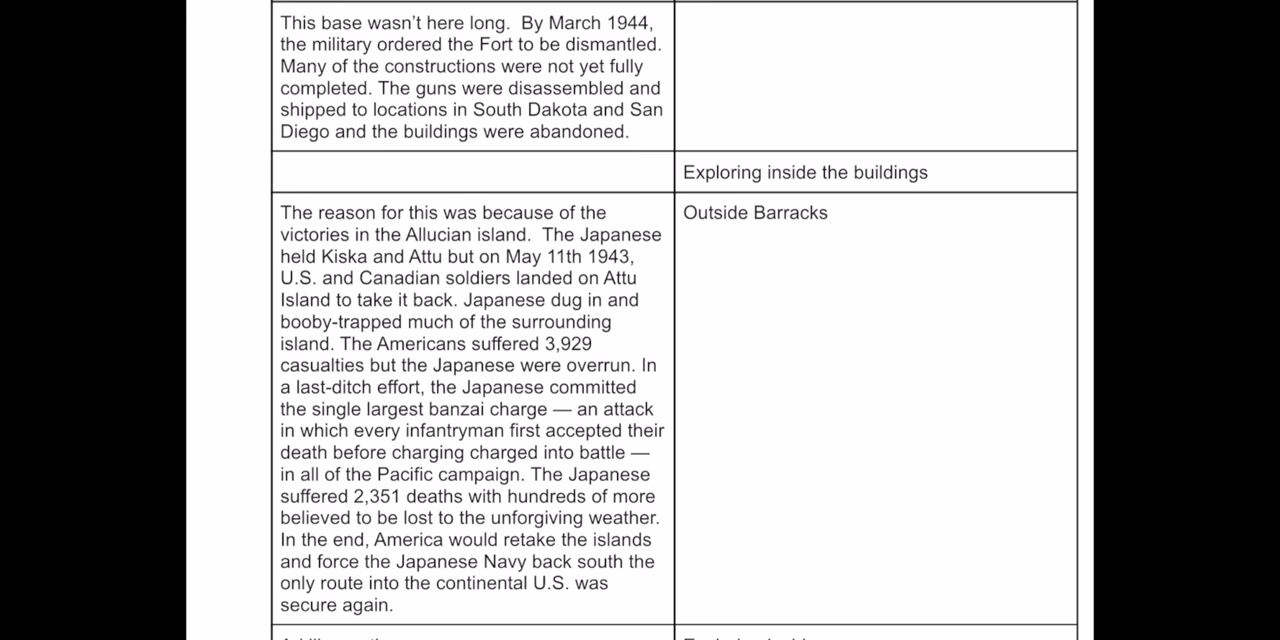 This base wasn’t here long.  By March 1944,
the military ordered the Fort to be dismantled.
Many of the constructions were not yet fully
completed. The guns were disassembled and
shipped to locations in South Dakota and San
Diego and the buildings were abandoned.
Exploring inside the buildings
The reason for this was because of the
victories in the Allucian island.  The Japanese
held Kiska and Attu but on May 11th 1943,
U.S. and Canadian soldiers landed on Attu
Island to take it back. Japanese dug in and
booby-trapped much of the surrounding
island. The Americans suffered 3,929
casualties but the Japanese were overrun. In
a last-ditch effort, the Japanese committed
the single largest banzai charge — an attack
in which every infantryman first accepted their
death before charging charged into battle —
in all of the Pacific campaign. The Japanese
suffered 2,351 deaths with hundreds of more
believed to be lost to the unforgiving weather.
In the end, America would retake the islands
and force the Japanese Navy back south the
only route into the continental U.S. was
secure again.
Outside Barracks